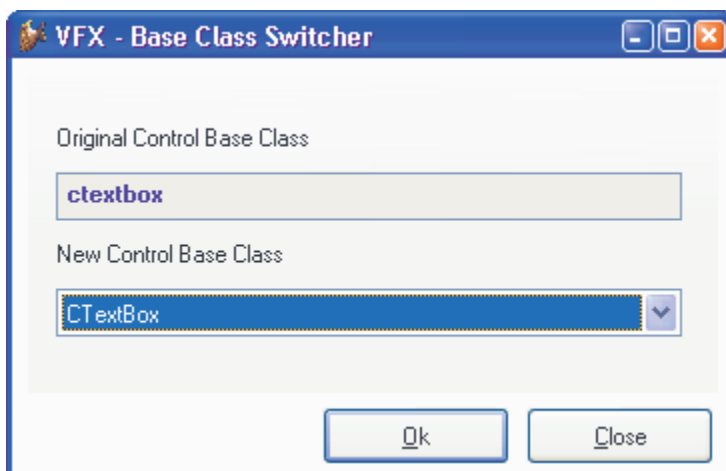 VFX - Base Class Switcher
Original Control Base Class
ctextbox
New Control Base Class
CTextBox
Ok
Close